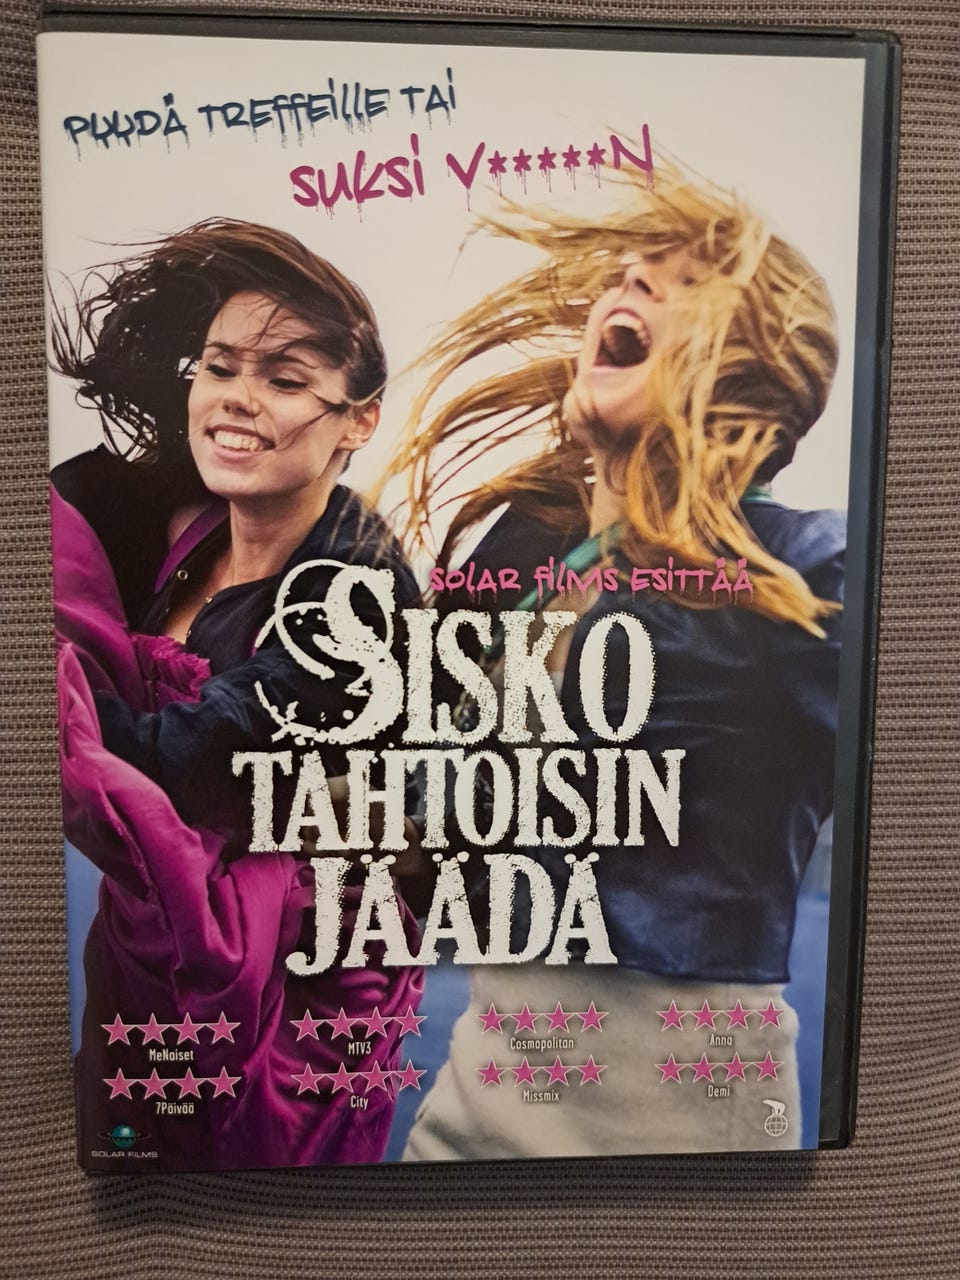 PYYDÄ TREFFEILLE TAI
SUKSI V*****N
SOLAR FILMS ESITTÄÄ
SISKO
TAHTOISIN
JÄÄDÄ
MeNaiset
MTV3
Cosmopolitan
Anna
7Päivää
City
Missmix
Demi
SOLAR FILMS